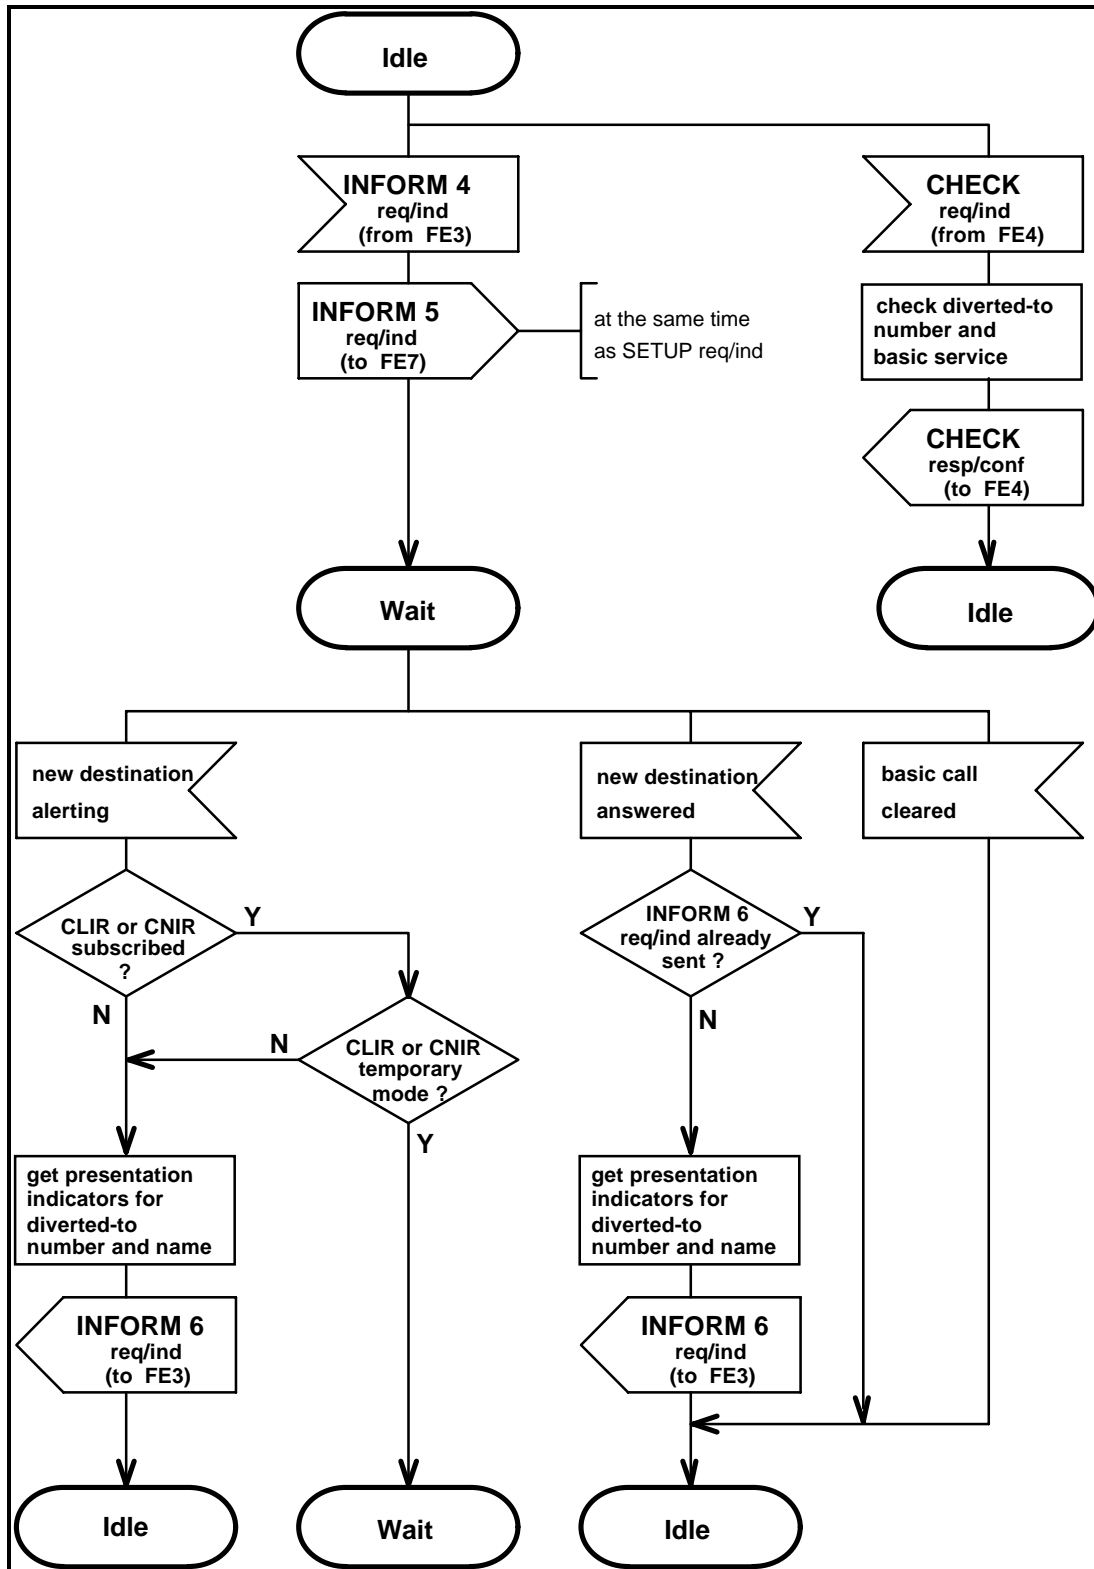 Idle
INFORM 4
req/ind
(from FE3)
CHECK
req/ind
(from FE4)
INFORM 5
req/ind
(to FE7)
at the same time
as SETUP req/ind
check diverted-to
number and
basic service
CHECK
resp/conf
(to FE4)
Wait
Idle
new destination
alerting
new destination
answered
basic call
cleared
CLIR or CNIR
subscribed
?
Y
N
INFORM 6
req/ind already
sent ?
Y
N
CLIR or CNIR
temporary
mode ?
N
Y
get presentation
indicators for
diverted-to
number and name
get presentation
indicators for
diverted-to
number and name
INFORM 6
req/ind
(to FE3)
INFORM 6
req/ind
(to FE3)
Idle
Wait
Idle